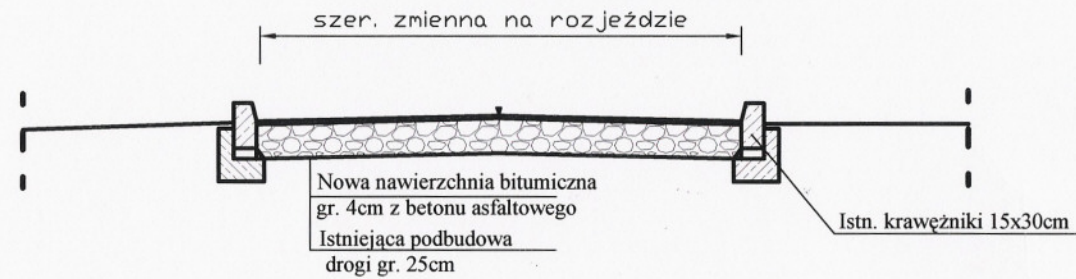 szer. zmienna na rozjeździe
Nowa nawierzchnia bitumiczna
gr. 4cm z betonu asfaltowego
Istniejąca podbudowa
drogi gr. 25cm
Istn. krawężniki 15x30cm